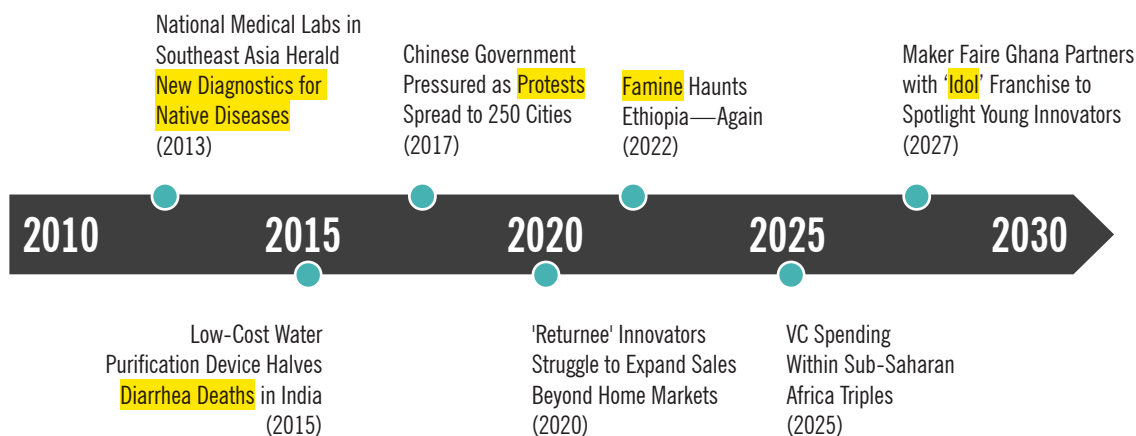 National Medical Labs in
Southeast Asia Herald
New Diagnostics for
Native Diseases
(2013)
Chinese Government
Pressured as Protests
Spread to 250 Cities
(2017)
Famine Haunts
Ethiopia—Again
(2022)
Maker Faire Ghana Partners
with ‘Idol’ Franchise to
Spotlight Young Innovators
(2027)
2010
2015
2020
2025
2030
Low-Cost Water
Purification Device Halves
Diarrhea Deaths in India
(2015)
'Returnee' Innovators
Struggle to Expand Sales
Beyond Home Markets
(2020)
VC Spending
Within Sub-Saharan
Africa Triples
(2025)